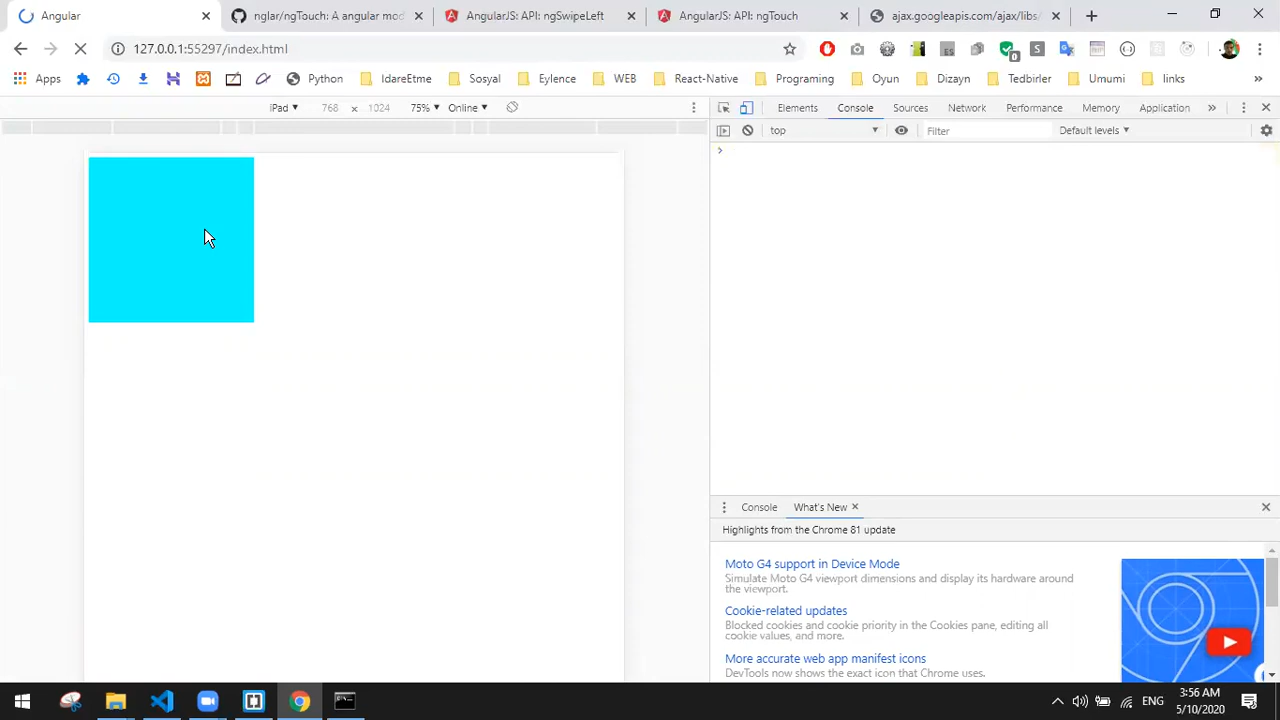 Angular
nglar/ngTouch: A angular mod
AngularJS: API: ngSwipeLeft
AngularJS: API: ngTouch
ajax.googleapis.com/ajax/libs/
127.0.0.1:55297/index.html
Apps
Python
IdareEtme
Sosyal
Eylence
WEB
React-Native
Programing
Oyun
Dizayn
Tedbirler
Umumi
links
»
iPad
768 × 1024
75%
Online
Elements
Console
Sources
Network
Performance
Memory
Application
»
top
Filter
Default levels
Console
What's New
Highlights from the Chrome 81 update
Moto G4 support in Device Mode
Simulate Moto G4 viewport dimensions and display its hardware around
the viewport.
Cookie-related updates
Blocked cookies and cookie priority in the Cookies pane, editing all
cookie values, and more.
More accurate web app manifest icons
DevTools now shows the exact icon that Chrome uses.
ENG
3:56 AM
5/10/2020